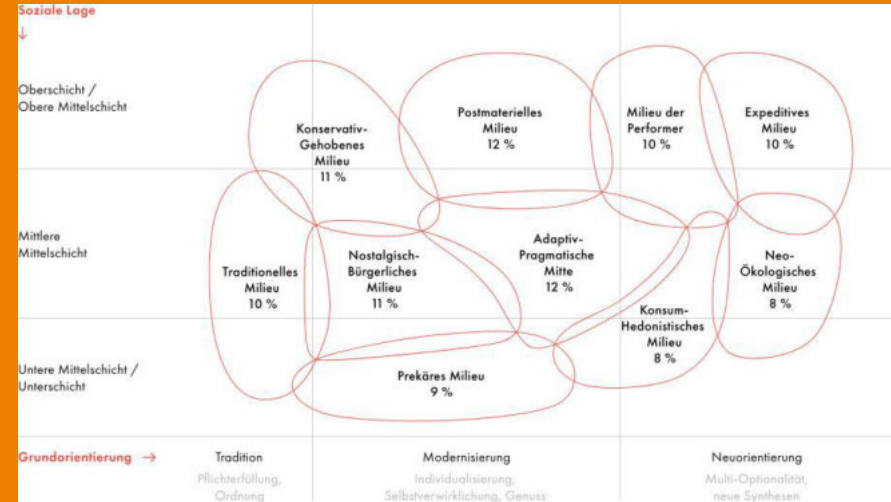 Soziale Lage
↓
Oberschicht /
Obere Mittelschicht
Mittlere
Mittelschicht
Untere Mittelschicht /
Unterschicht
Konservativ-
Gehobenes
Milieu
11 %
Postmaterielles
Milieu
12 %
Milieu der
Performer
10 %
Expeditives
Milieu
10 %
Traditionelles
Milieu
10 %
Nostalgisch-
Bürgerliches
Milieu
11 %
Adaptiv-
Pragmatische
Mitte
12 %
Konsum-
Hedonistisches
Milieu
8 %
Neo-
Ökologisches
Milieu
8 %
Prekäres Milieu
9 %
Grundorientierung →
Tradition
Pflichterfüllung,
Ordnung
Modernisierung
Individualisierung,
Selbstverwirklichung, Genuss
Neuorientierung
Multi-Optionalität,
neue Synthesen